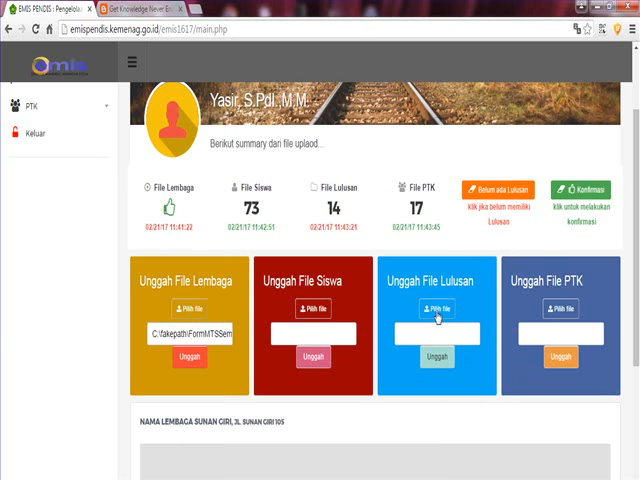 EMIS PENDIS : Pengelolaan
Get Knowledge Never End
emispendis.kemenag.go.id/emis1617/main.php
emis
PTK
Keluar
Yasir, S.PdI, M.M.
Berikut summary dari file uplaod...
File Lembaga
02/21/17 11:41:22
File Siswa
73
02/21/17 11:42:51
File Lulusan
14
02/21/17 11:43:21
File PTK
17
02/21/17 11:43:45
Belum ada Lulusan
klik jika belum memiliki
Lulusan
Konfirmasi
klik untuk melakukan
konfirmasi
Unggah File Lembaga
Pilih file
C:\fakepath\FormMTSSem
Unggah
Unggah File Siswa
Pilih file
Unggah
Unggah File Lulusan
Pilih file
Unggah
Unggah File PTK
Pilih file
Unggah
NAMA LEMBAGA SUNAN GIRI, JL SUNAN GIRI 105